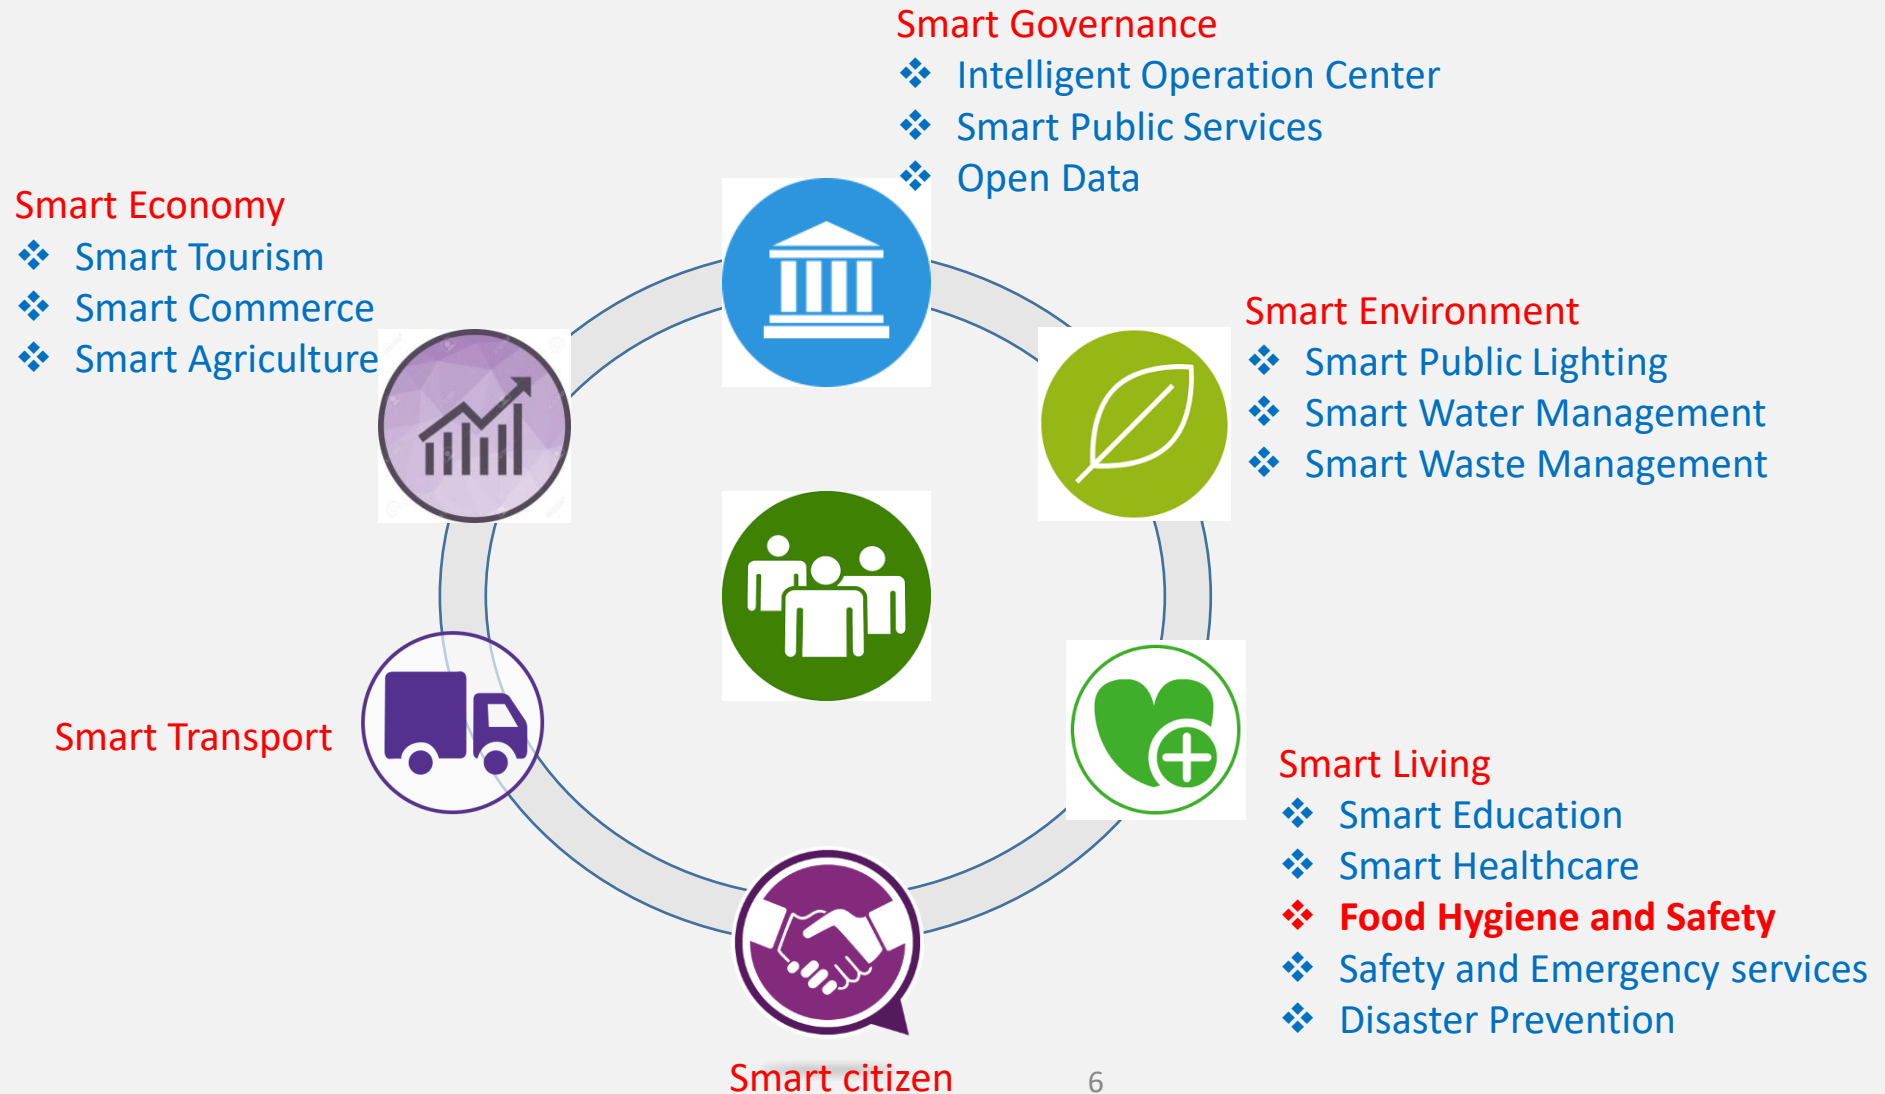 Smart Governance
❖ Intelligent Operation Center
❖ Smart Public Services
❖ Open Data
Smart Economy
❖ Smart Tourism
❖ Smart Commerce
❖ Smart Agriculture
Smart Environment
❖ Smart Public Lighting
❖ Smart Water Management
❖ Smart Waste Management
Smart Transport
Smart Living
❖ Smart Education
❖ Smart Healthcare
❖ Food Hygiene and Safety
❖ Safety and Emergency services
❖ Disaster Prevention
Smart citizen
6